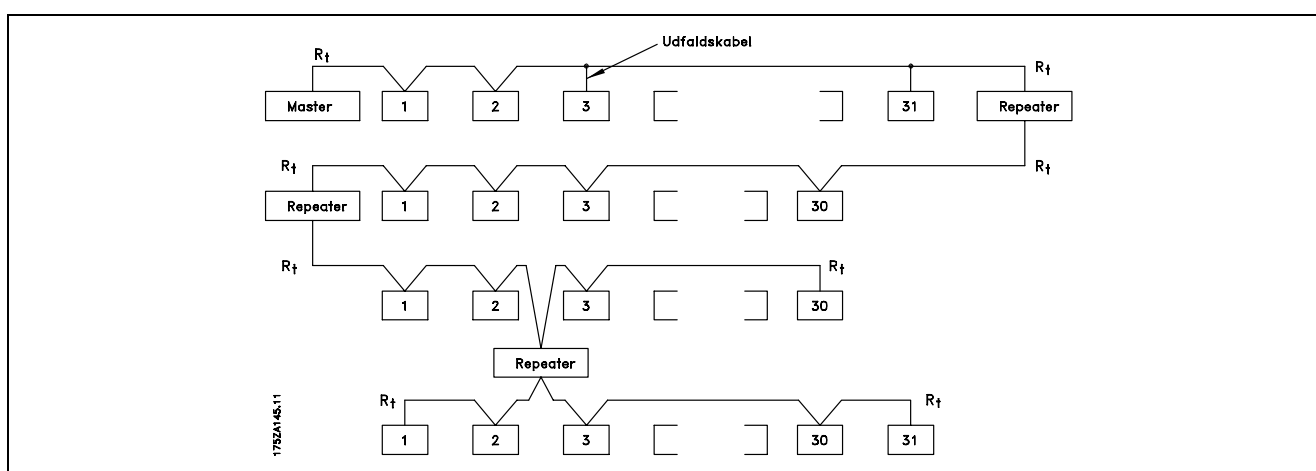 Udfaldskabel
Rt Rt
Master 1 2 3 31 Repeater
Rt Rt
Repeater 1 2 3 30
Rt Rt
1 2 3 30
Repeater
Rt Rt
1 2 3 30 31
175ZA145.11